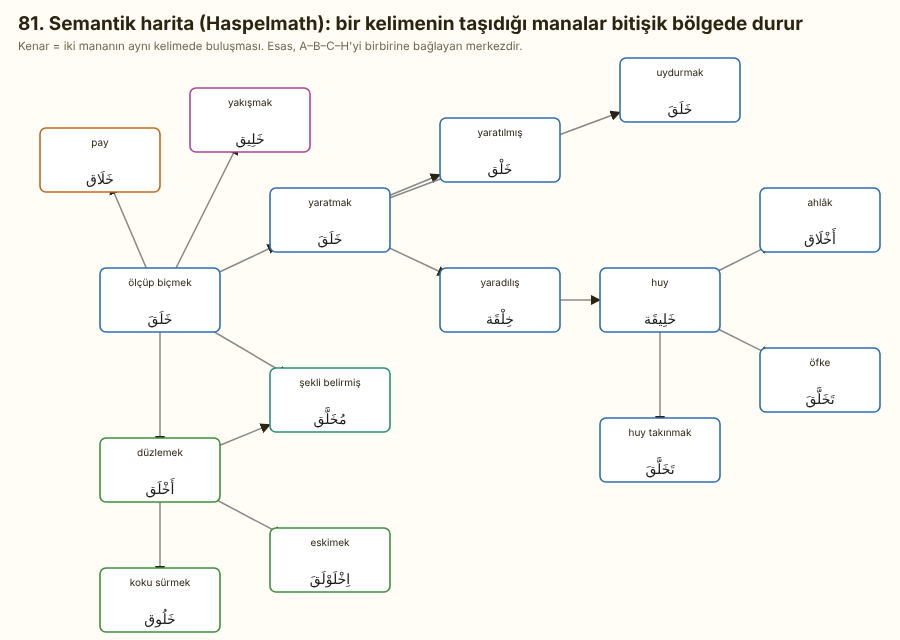 81. Semantik harita (Haspelmath): bir kelimenin taşıdığı manalar bitişik bölgede durur
Kenar = iki mananın aynı kelimede buluşması. Esas, A–B–C–H'yi birbirine bağlayan merkezdir.
uydurmak
خَلَقَ
yakışmak
خَلِيق
yaratılmış
خَلْق
pay
خَلَاق
yaratmak
خَلَقَ
ahlâk
أَخْلَاق
ölçüp biçmek
خَلَقَ
yaradılış
خِلْقَة
huy
خَلِيقَة
öfke
تَخَلَّقَ
şekli belirmiş
مُخَلَّق
huy takınmak
تَخَلَّقَ
düzlemek
أَخْلَق
eskimek
اِخْلَوْلَقَ
koku sürmek
خَلُوق